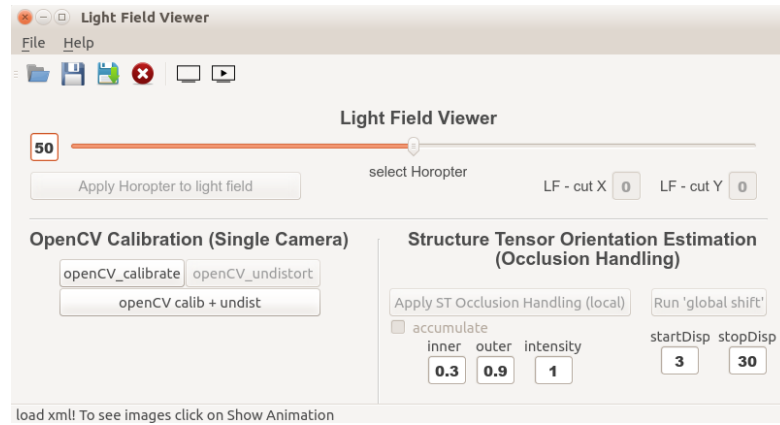 Light Field Viewer
File Help
Light Field Viewer
50
select Horopter
Apply Horopter to light field
LF - cut X 0 LF - cut Y 0
OpenCV Calibration (Single Camera)
openCV_calibrate openCV_undistort
openCV calib + undist
Structure Tensor Orientation Estimation
(Occlusion Handling)
Apply ST Occlusion Handling (local) Run 'global shift'
accumulate
inner outer intensity
0.3 0.9 1
startDisp stopDisp
3 30
load xml! To see images click on Show Animation